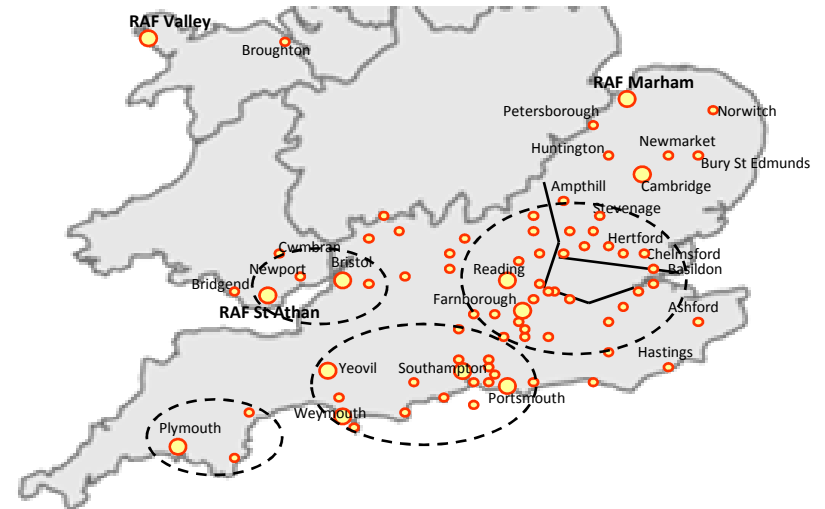 RAF Valley
Broughton
RAF Marham
Petersborough
Norwitch
Huntington
Newmarket
Bury St Edmunds
Cambridge
Ampthill
Stevenage
Hertford
Cwmbran
Chelmsford
Bristol
Newport
Reading
Basildon
Bridgend
Farnborough
RAF St Athan
Ashford
Hastings
Yeovil
Southampton
Portsmouth
Weymouth
Plymouth